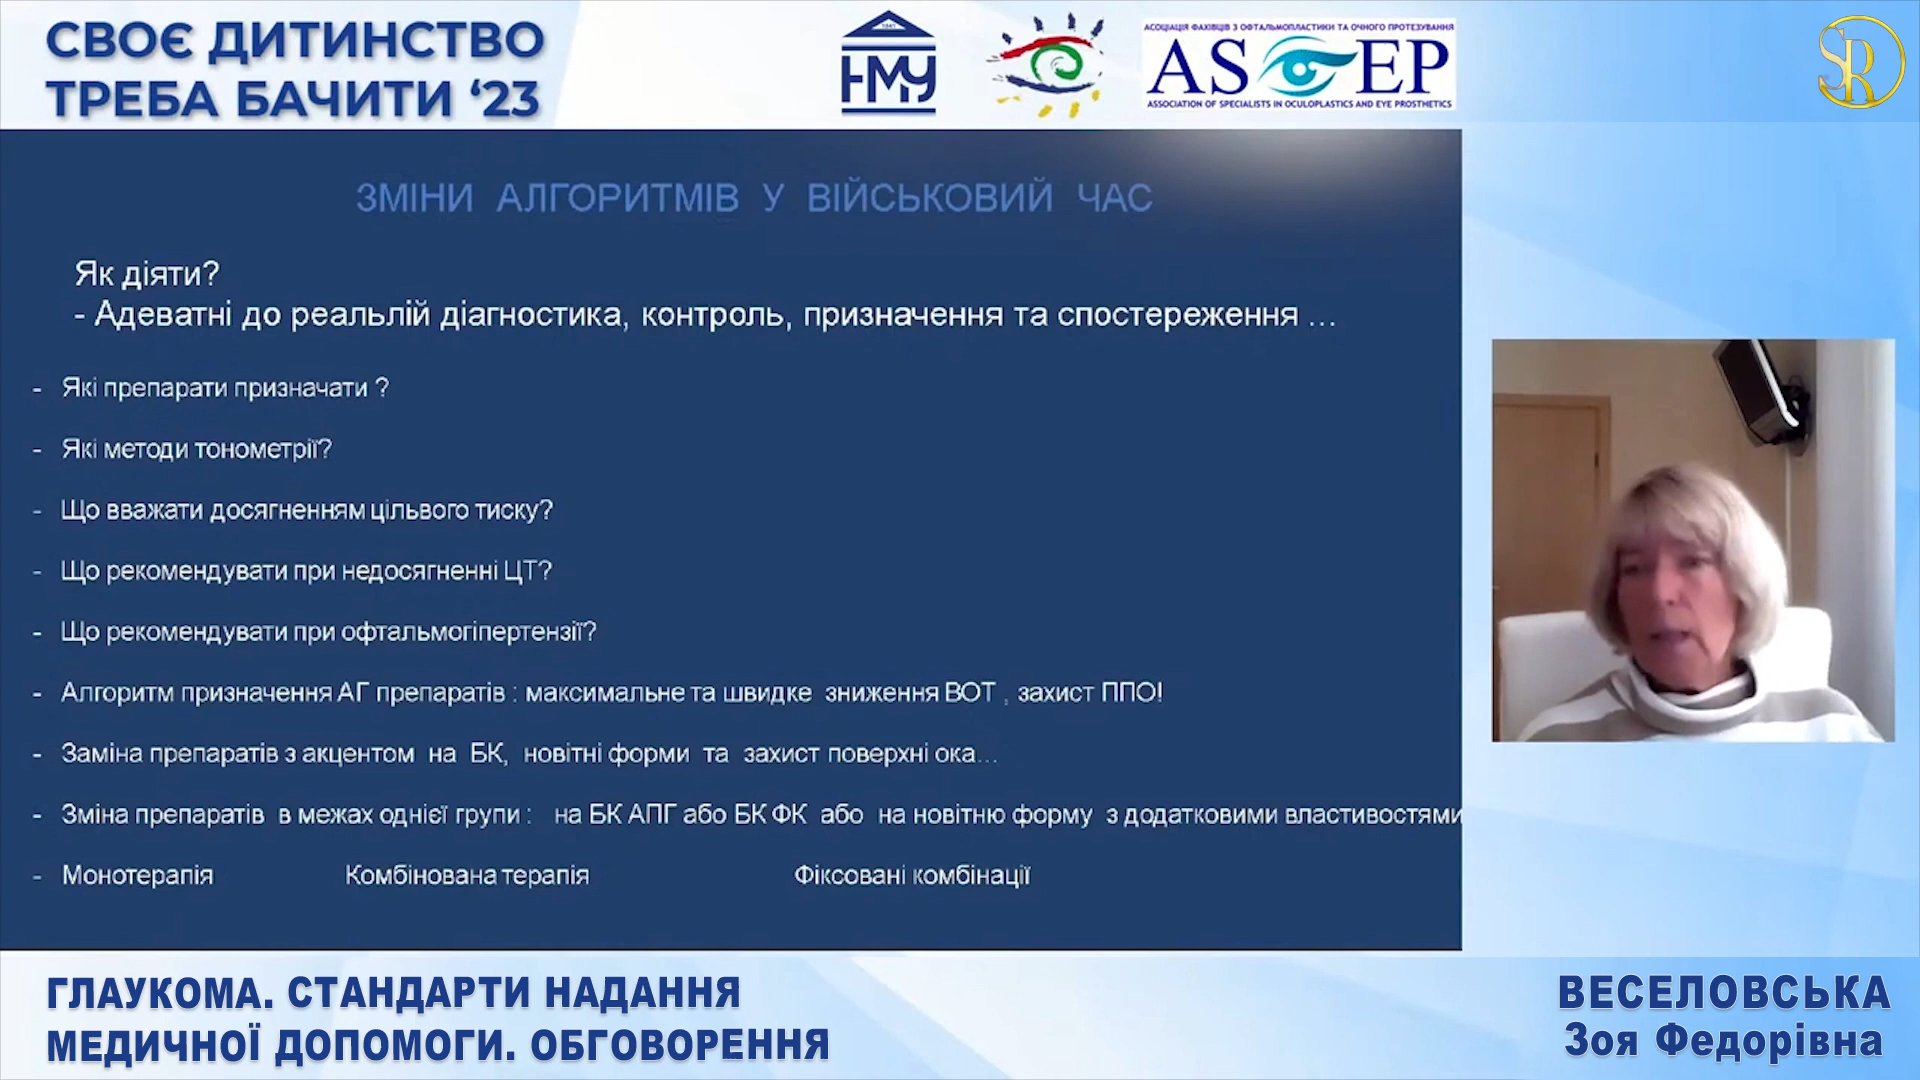 СВОЄ ДИТИНСТВО
ТРЕБА БАЧИТИ ‘23
1841
НМУ
АСОЦІАЦІЯ ФАХІВЦІВ З ОФТАЛЬМОПЛАСТИКИ ТА ОЧНОГО ПРОТЕЗУВАННЯ
ASOEP
ASSOCIATION OF SPECIALISTS IN OCULOPLASTICS AND EYE PROSTHETICS
SR
ЗМІНИ АЛГОРИТМІВ У ВІЙСЬКОВИЙ ЧАС
Як діяти?
- Адеватні до реальлій діагностика, контроль, призначення та спостереження ...
- Які препарати призначати ?
- Які методи тонометрії?
- Що вважати досягненням цільвого тиску?
- Що рекомендувати при недосягненні ЦТ?
- Що рекомендувати при офтальмогіпертензії?
- Алгоритм призначення АГ препаратів : максимальне та швидке зниження ВОТ , захист ППО!
- Заміна препаратів з акцентом на БК, новітні форми та захист поверхні ока...
- Зміна препаратів в межах однієї групи : на БК АПГ або БК ФК або на новітню форму з додатковими властивостями
- Монотерапія Комбінована терапія Фіксовані комбінації
ГЛАУКОМА. СТАНДАРТИ НАДАННЯ
МЕДИЧНОЇ ДОПОМОГИ. ОБГОВОРЕННЯ
ВЕСЕЛОВСЬКА
Зоя Федорівна